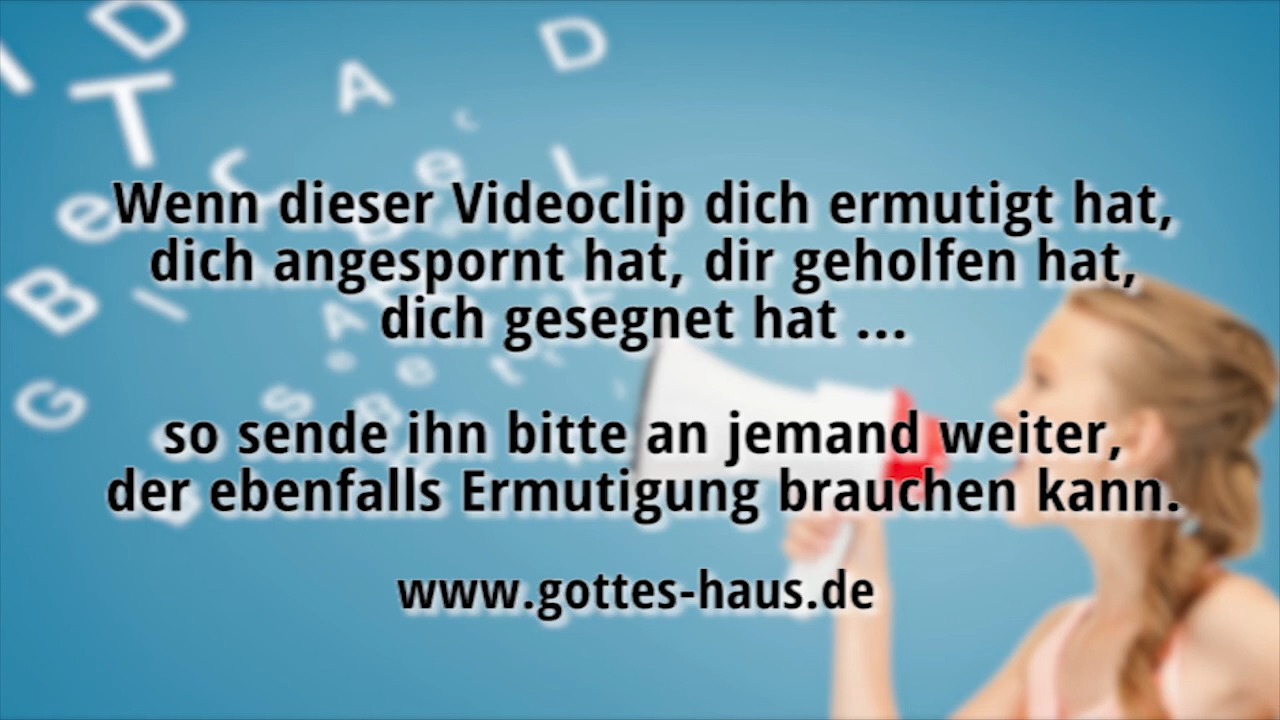 Wenn dieser Videoclip dich ermutigt hat,
dich angespornt hat, dir geholfen hat,
dich gesegnet hat ...
so sende ihn bitte an jemand weiter,
der ebenfalls Ermutigung brauchen kann.
www.gottes-haus.de